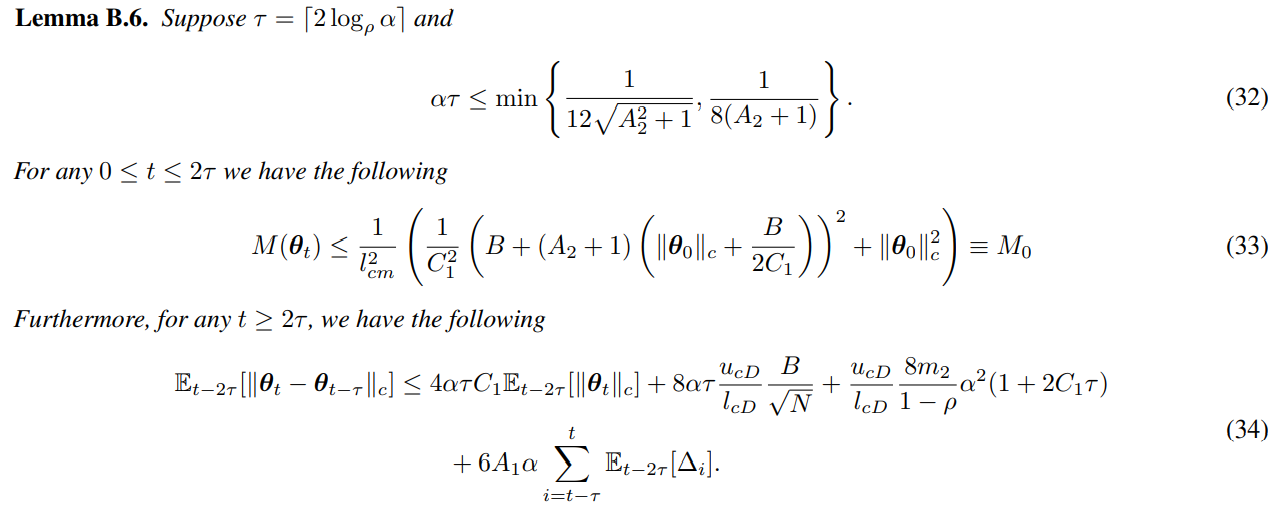 Lemma B.6. Suppose τ = ⌈2 log_ρ α⌉ and
ατ ≤ min { 1 / (12√(A_2^2 + 1)), 1 / (8(A_2 + 1)) } . (32)
For any 0 ≤ t ≤ 2τ we have the following
M(θ_t) ≤ 1/l_{cm}^2 ( 1/C_1^2 ( B + (A_2 + 1) ( ‖θ_0‖_c + B/(2C_1) ) )^2 + ‖θ_0‖_c^2 ) ≡ M_0 (33)
Furthermore, for any t ≥ 2τ, we have the following
𝔼_{t−2τ}[‖θ_t − θ_{t−τ}‖_c] ≤ 4ατC_1𝔼_{t−2τ}[‖θ_t‖_c] + 8ατ (u_{cD}/l_{cD}) (B/√N) + (u_{cD}/l_{cD}) (8m_2/(1 − ρ)) α^2(1 + 2C_1τ)
+ 6A_1α ∑_{i=t−τ}^{t} 𝔼_{t−2τ}[Δ_i]. (34)